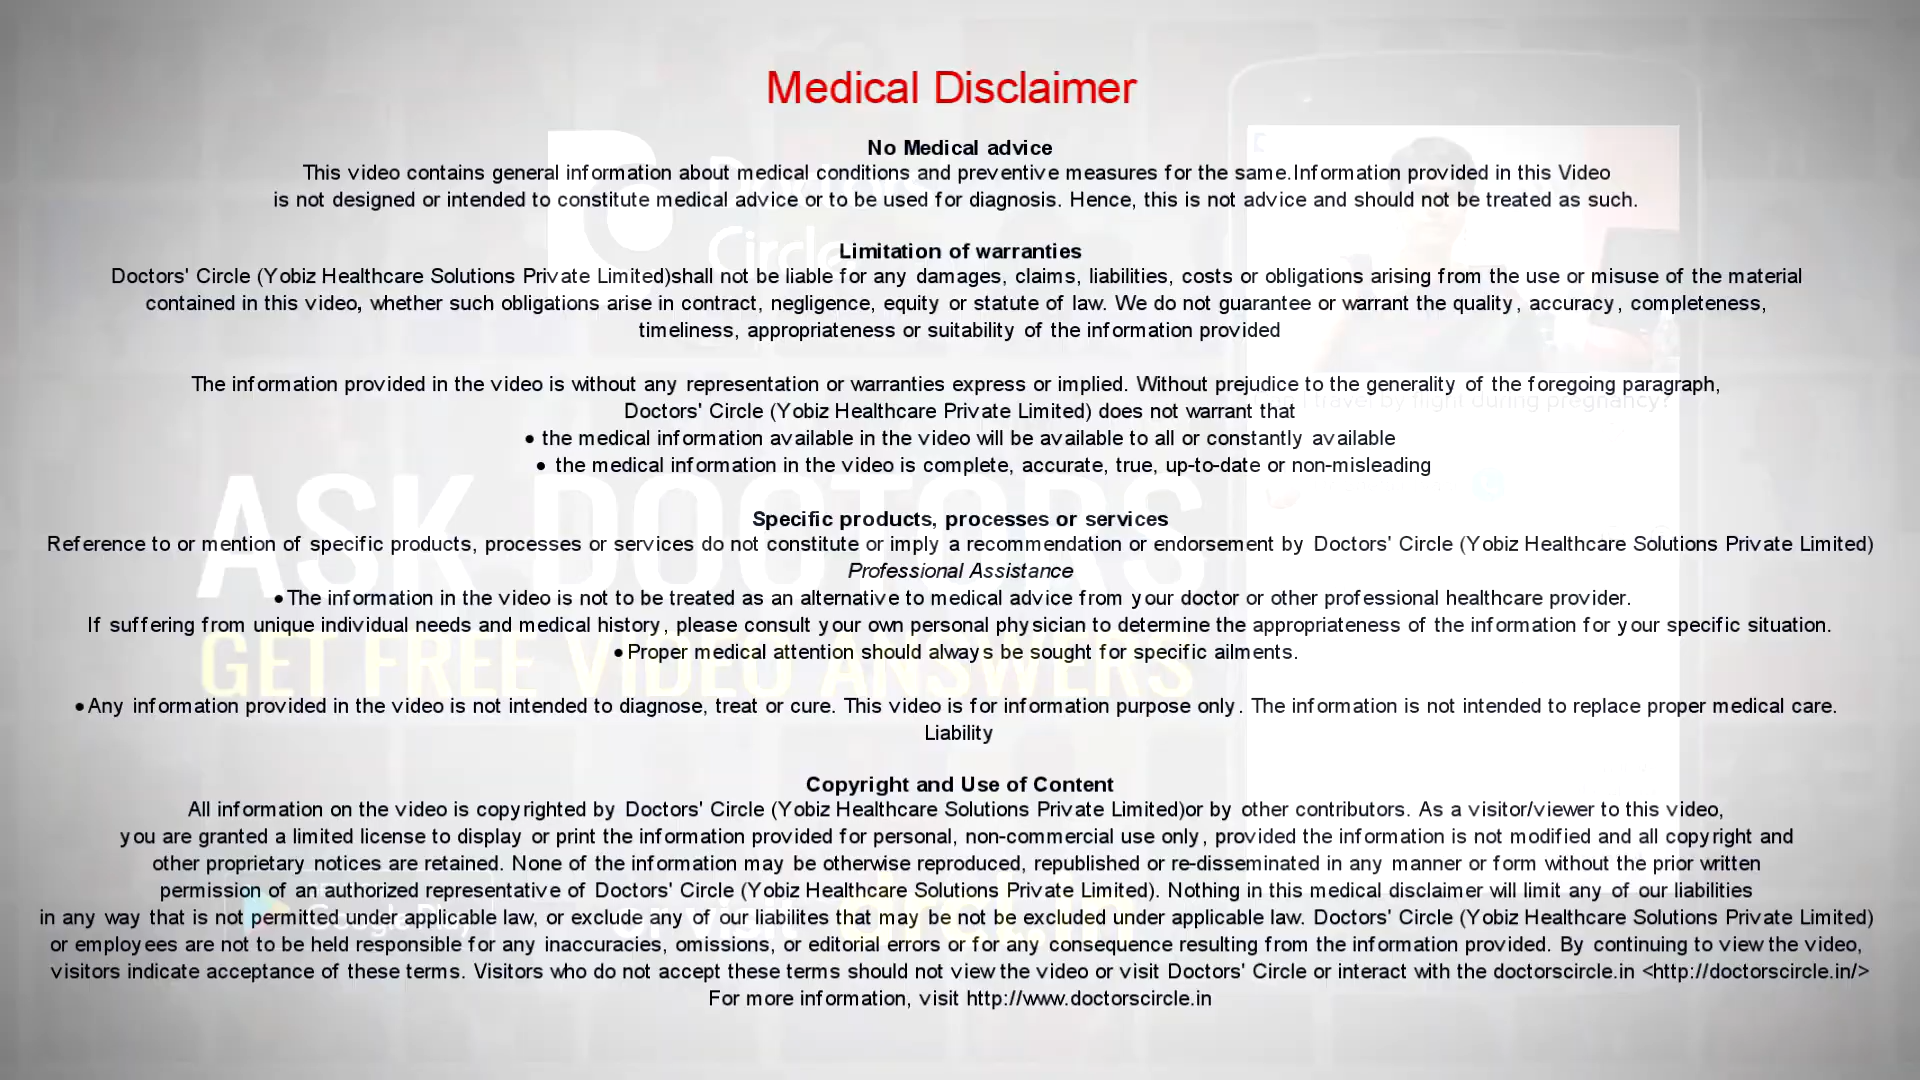 Medical Disclaimer
No Medical advice
This video contains general information about medical conditions and preventive measures for the same.Information provided in this Video
is not designed or intended to constitute medical advice or to be used for diagnosis. Hence, this is not advice and should not be treated as such.
Limitation of warranties
Doctors' Circle (Yobiz Healthcare Solutions Private Limited)shall not be liable for any damages, claims, liabilities, costs or obligations arising from the use or misuse of the material
contained in this video, whether such obligations arise in contract, negligence, equity or statute of law. We do not guarantee or warrant the quality, accuracy, completeness,
timeliness, appropriateness or suitability of the information provided
The information provided in the video is without any representation or warranties express or implied. Without prejudice to the generality of the foregoing paragraph,
Doctors' Circle (Yobiz Healthcare Private Limited) does not warrant that
Can I travel by flight during pregnancy?
• the medical information available in the video will be available to all or constantly available
• the medical information in the video is complete, accurate, true, up-to-date or non-misleading
ASK DOCTORS
Specific products, processes or services
Reference to or mention of specific products, processes or services do not constitute or imply a recommendation or endorsement by Doctors' Circle (Yobiz Healthcare Solutions Private Limited)
Professional Assistance
•The information in the video is not to be treated as an alternative to medical advice from your doctor or other professional healthcare provider.
If suffering from unique individual needs and medical history, please consult your own personal physician to determine the appropriateness of the information for your specific situation.
•Proper medical attention should always be sought for specific ailments.
GET FREE VIDEO ANSWERS
•Any information provided in the video is not intended to diagnose, treat or cure. This video is for information purpose only. The information is not intended to replace proper medical care.
Liability
Copyright and Use of Content
All information on the video is copyrighted by Doctors' Circle (Yobiz Healthcare Solutions Private Limited)or by other contributors. As a visitor/viewer to this video,
you are granted a limited license to display or print the information provided for personal, non-commercial use only, provided the information is not modified and all copyright and
other proprietary notices are retained. None of the information may be otherwise reproduced, republished or re-disseminated in any manner or form without the prior written
permission of an authorized representative of Doctors' Circle (Yobiz Healthcare Solutions Private Limited). Nothing in this medical disclaimer will limit any of our liabilities
Google Play or visit drcl.in
in any way that is not permitted under applicable law, or exclude any of our liabilites that may be not be excluded under applicable law. Doctors' Circle (Yobiz Healthcare Solutions Private Limited)
or employees are not to be held responsible for any inaccuracies, omissions, or editorial errors or for any consequence resulting from the information provided. By continuing to view the video,
visitors indicate acceptance of these terms. Visitors who do not accept these terms should not view the video or visit Doctors' Circle or interact with the doctorscircle.in <http://doctorscircle.in/>
For more information, visit http://www.doctorscircle.in
Doctors'
Circle